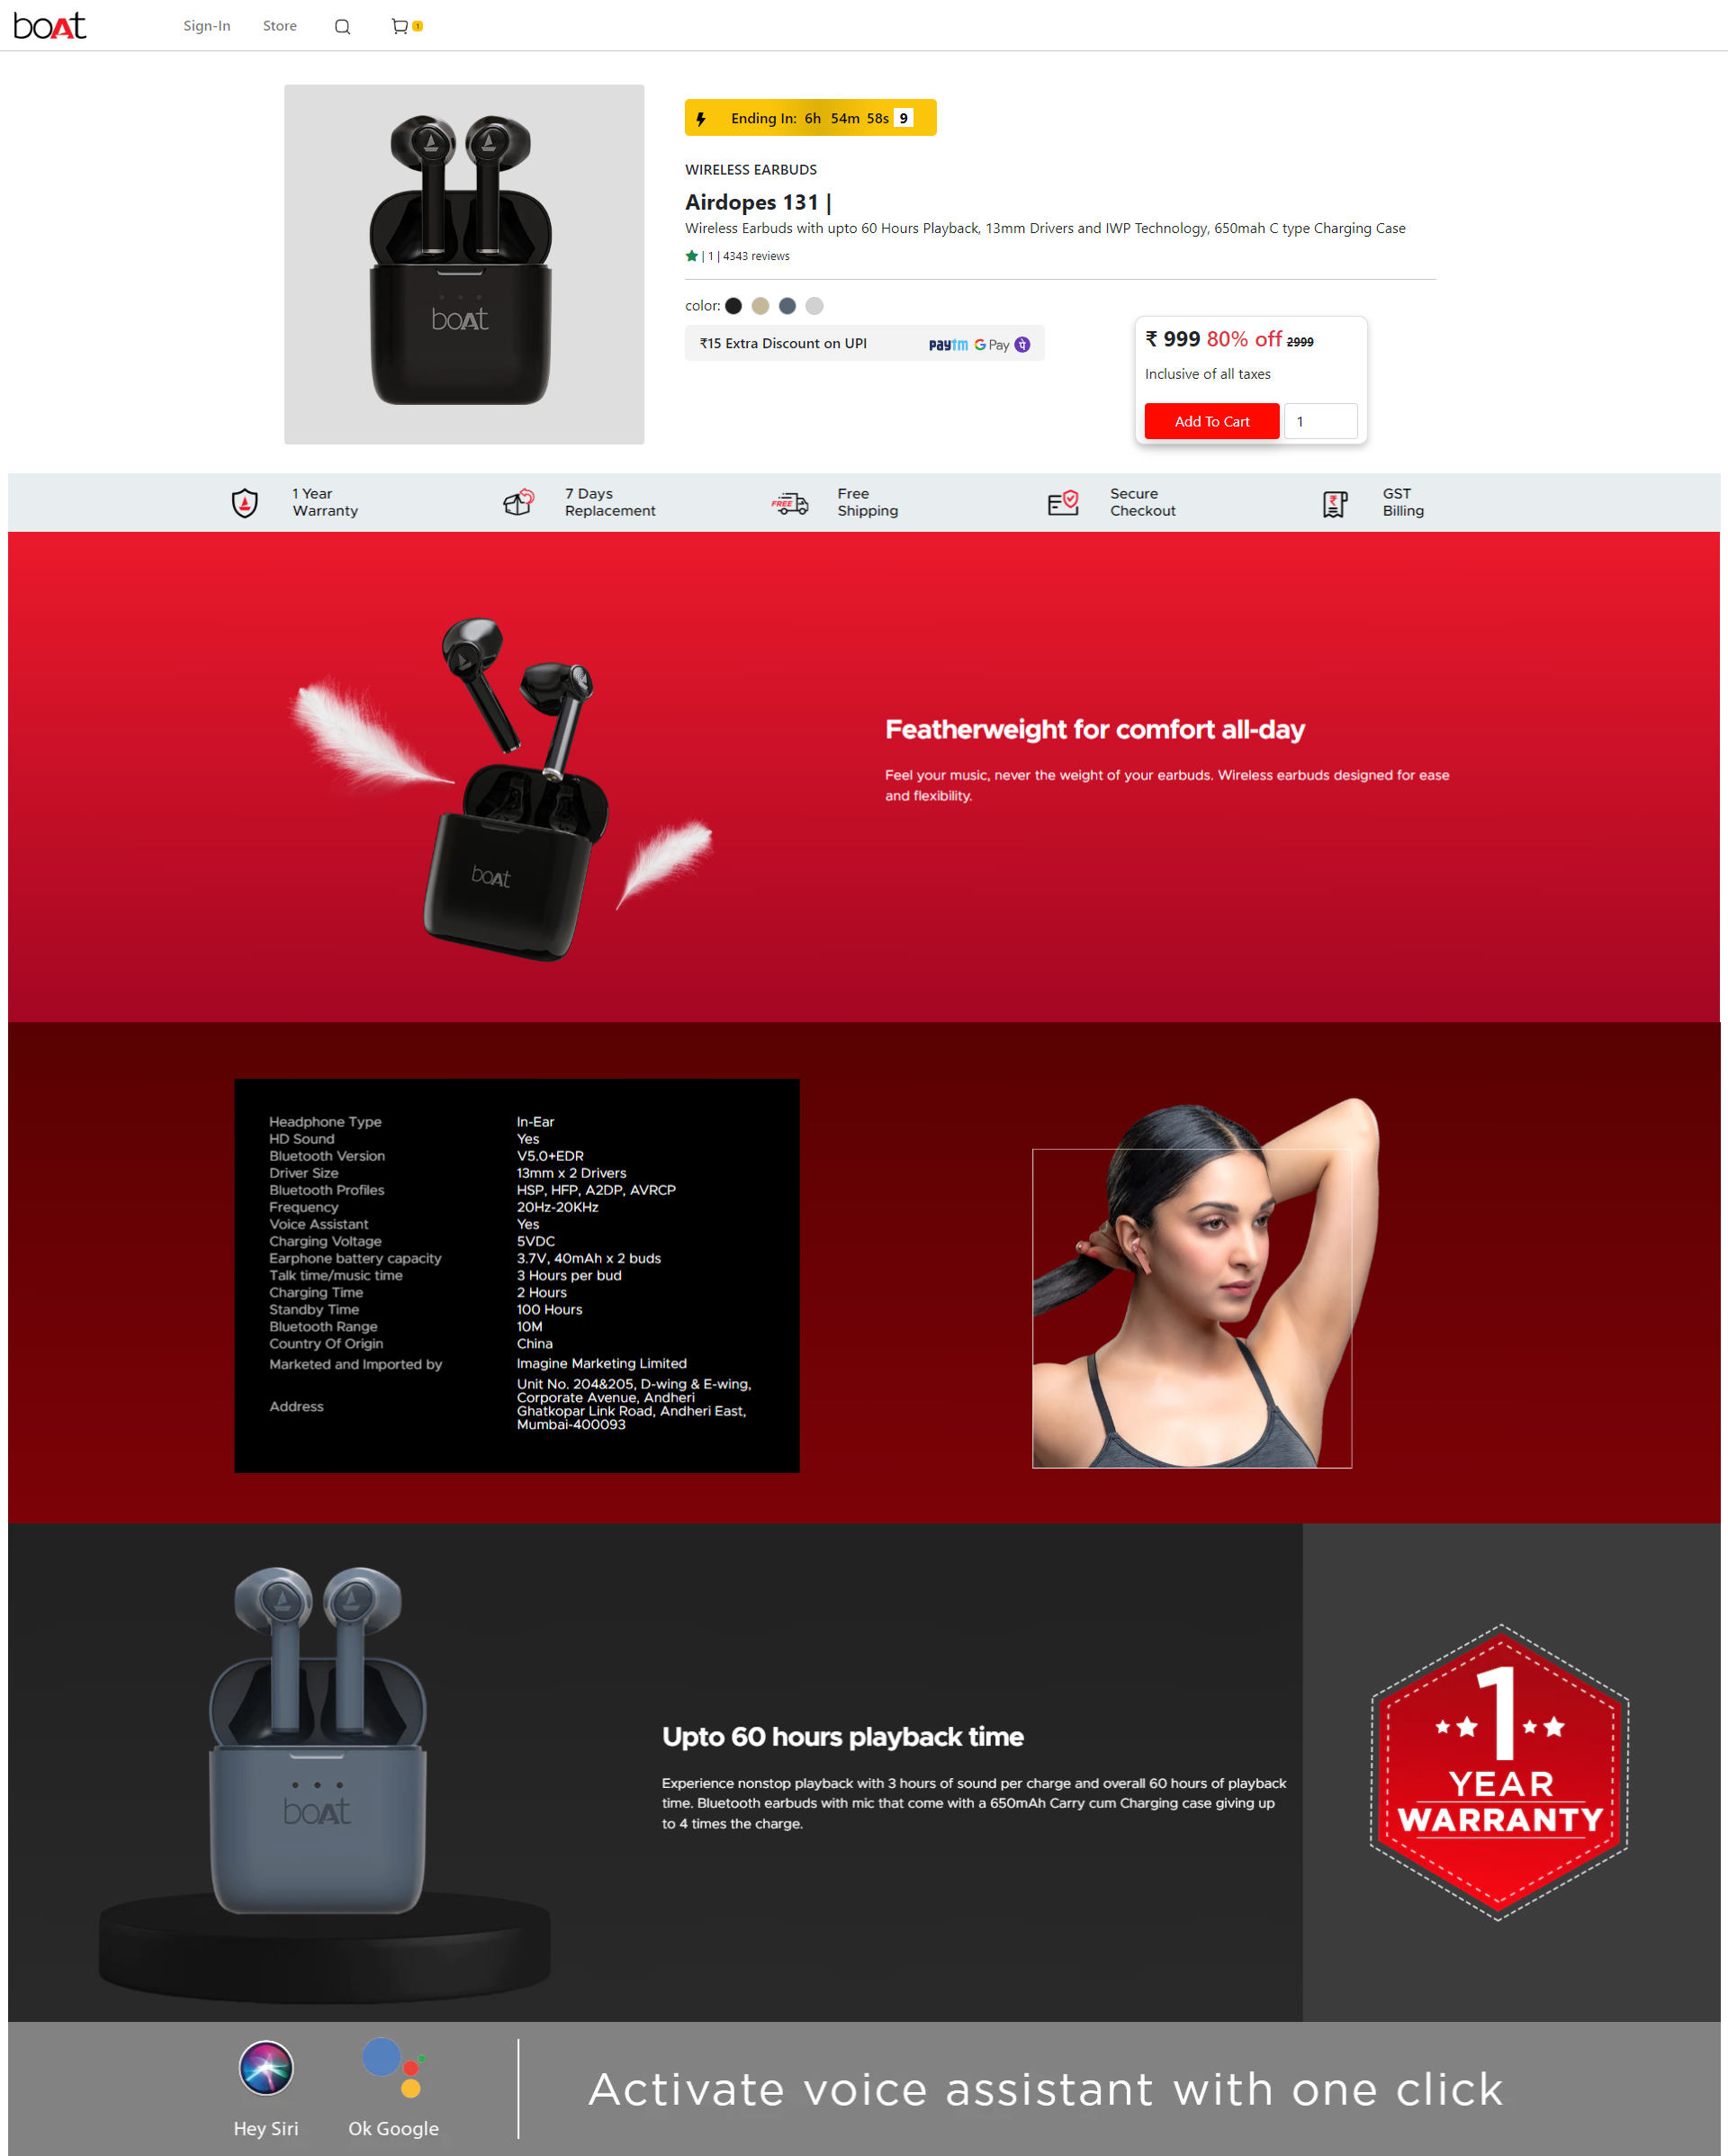 boAt
Sign-In
Store
1
Ending In: 6h 54m 58s 9
WIRELESS EARBUDS
Airdopes 131 |
Wireless Earbuds with upto 60 Hours Playback, 13mm Drivers and IWP Technology, 650mah C type Charging Case
| 1 | 4343 reviews
color:
₹15 Extra Discount on UPI
paytm G Pay पे
₹ 999 80% off 2999
Inclusive of all taxes
Add To Cart 1
boAt
1 Year
Warranty
7 Days
Replacement
FREE
Free
Shipping
Secure
Checkout
₹
GST
Billing
Featherweight for comfort all-day
Feel your music, never the weight of your earbuds. Wireless earbuds designed for ease
and flexibility.
boAt
Headphone Type In-Ear
HD Sound Yes
Bluetooth Version V5.0+EDR
Driver Size 13mm x 2 Drivers
Bluetooth Profiles HSP, HFP, A2DP, AVRCP
Frequency 20Hz-20KHz
Voice Assistant Yes
Charging Voltage 5VDC
Earphone battery capacity 3.7V, 40mAh x 2 buds
Talk time/music time 3 Hours per bud
Charging Time 2 Hours
Standby Time 100 Hours
Bluetooth Range 10M
Country Of Origin China
Marketed and Imported by Imagine Marketing Limited
Address
Unit No. 204&205, D-wing & E-wing,
Corporate Avenue, Andheri
Ghatkopar Link Road, Andheri East,
Mumbai-400093
boAt
Upto 60 hours playback time
Experience nonstop playback with 3 hours of sound per charge and overall 60 hours of playback
time. Bluetooth earbuds with mic that come with a 650mAh Carry cum Charging case giving up
to 4 times the charge.
1
YEAR
WARRANTY
Hey Siri
Ok Google
Activate voice assistant with one click